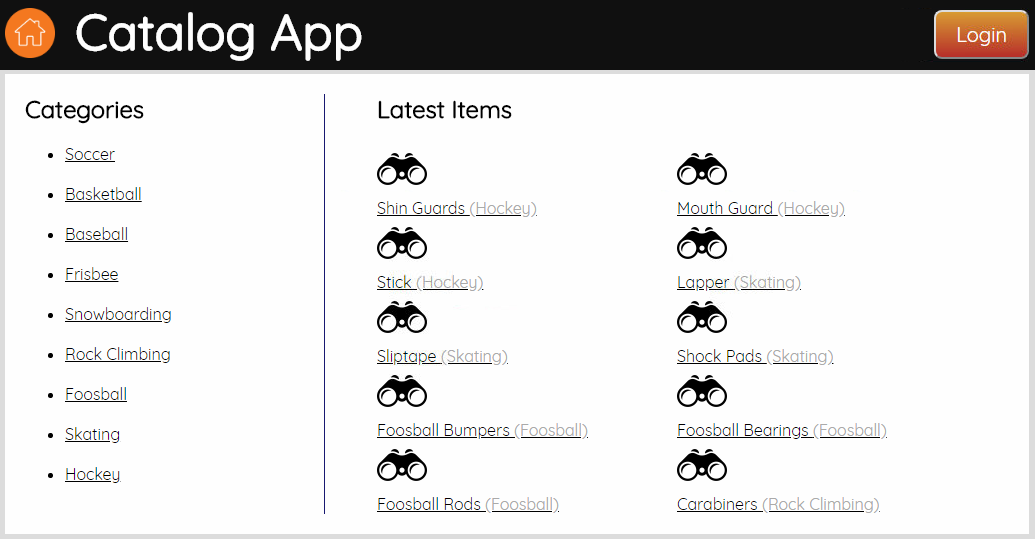 Catalog App
Login
Categories
Soccer
Basketball
Baseball
Frisbee
Snowboarding
Rock Climbing
Foosball
Skating
Hockey
Latest Items
Shin Guards (Hockey)
Mouth Guard (Hockey)
Stick (Hockey)
Lapper (Skating)
Sliptape (Skating)
Shock Pads (Skating)
Foosball Bumpers (Foosball)
Foosball Bearings (Foosball)
Foosball Rods (Foosball)
Carabiners (Rock Climbing)